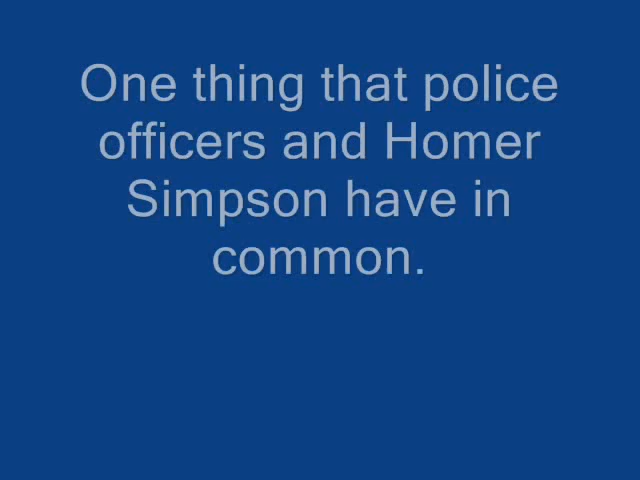 One thing that police
officers and Homer
Simpson have in
common.